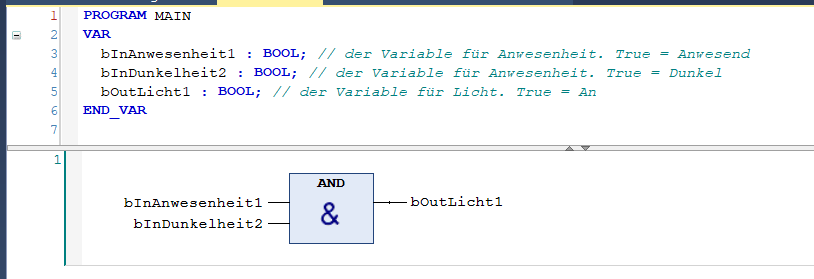 1 PROGRAM MAIN
2 VAR
3 bInAnwesenheit1 : BOOL; // der Variable für Anwesenheit. True = Anwesend
4 bInDunkelheit2 : BOOL; // der Variable für Anwesenheit. True = Dunkel
5 bOutLicht1 : BOOL; // der Variable für Licht. True = An
6 END_VAR
7
1
AND
bInAnwesenheit1 & bOutLicht1
bInDunkelheit2